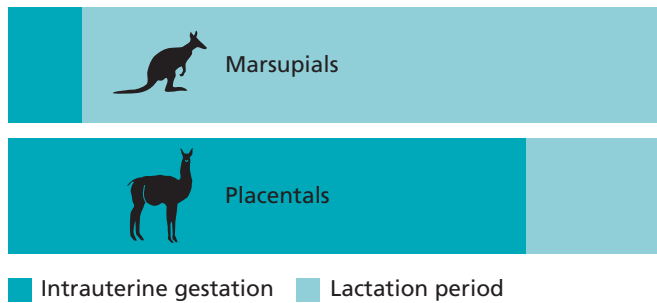 Marsupials
Placentals
Intrauterine gestation Lactation period